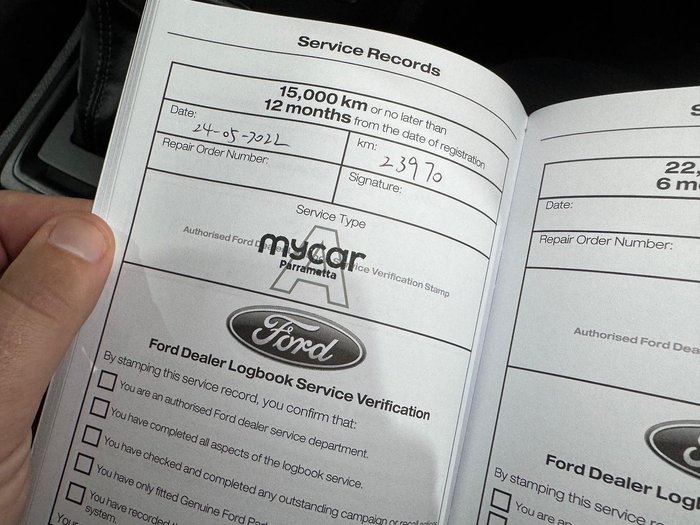 Service Records
15,000 km or no later than
12 months from the date of registration
Date:
24-05-2022
km:
23970
Repair Order Number:
Signature:
Service Type
A
Authorised Ford Service Verification Stamp
mycar
Parramatta
Ford
Ford Dealer Logbook Service Verification
By stamping this service record, you confirm that:
You are an authorised Ford dealer service department.
You have completed all aspects of the logbook service.
You have checked and completed any outstanding campaign or
You have only fitted Genuine Ford
You have recorded
system.
Your
22,
6 m
Date:
Repair Order Number:
Authorised Ford Dea
Ford Dealer Log
By stamping this service
You are an